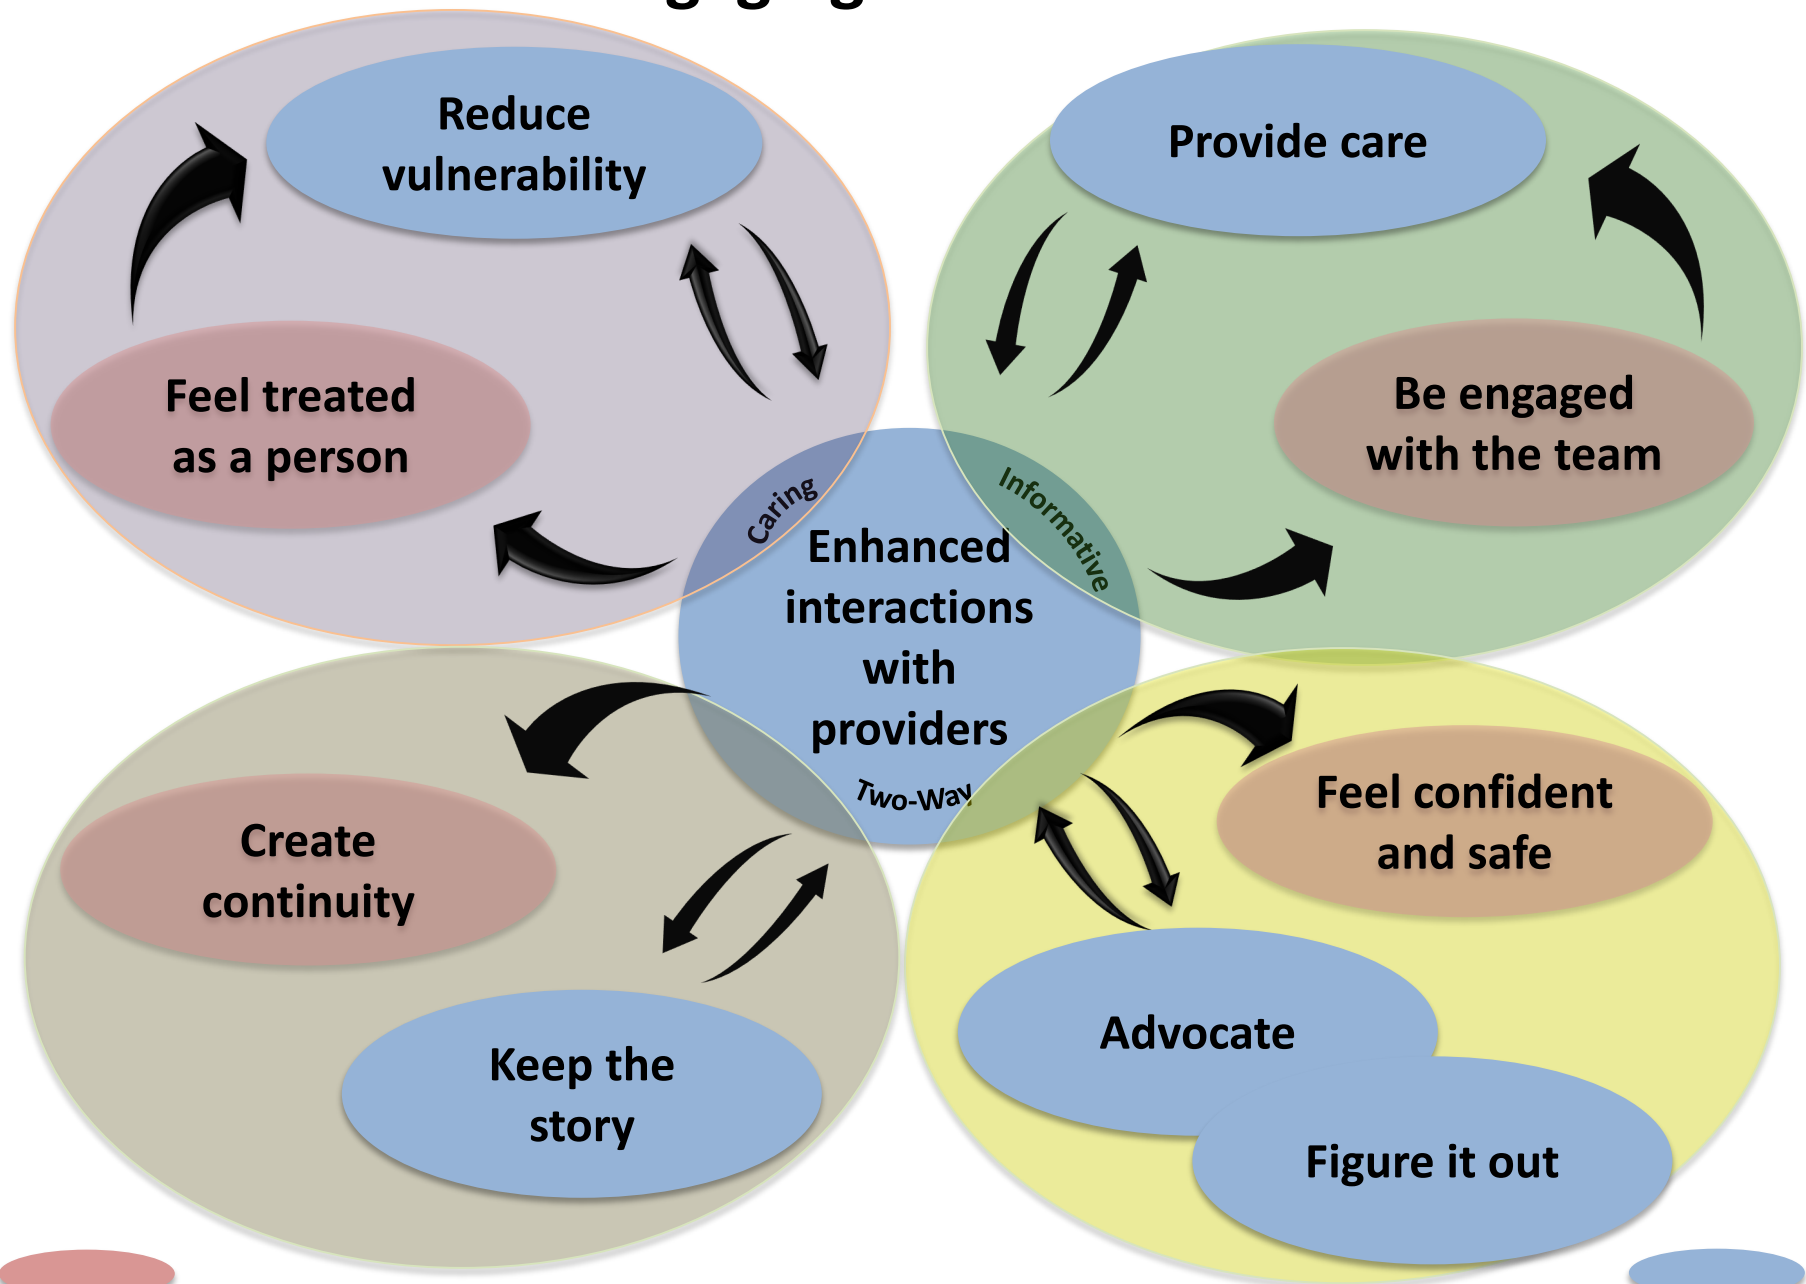 Reduce
vulnerability
Provide care
Feel treated
as a person
Be engaged
with the team
Caring
Informative
Enhanced
interactions
with
providers
Two-Way
Create
continuity
Feel confident
and safe
Keep the
story
Advocate
Figure it out